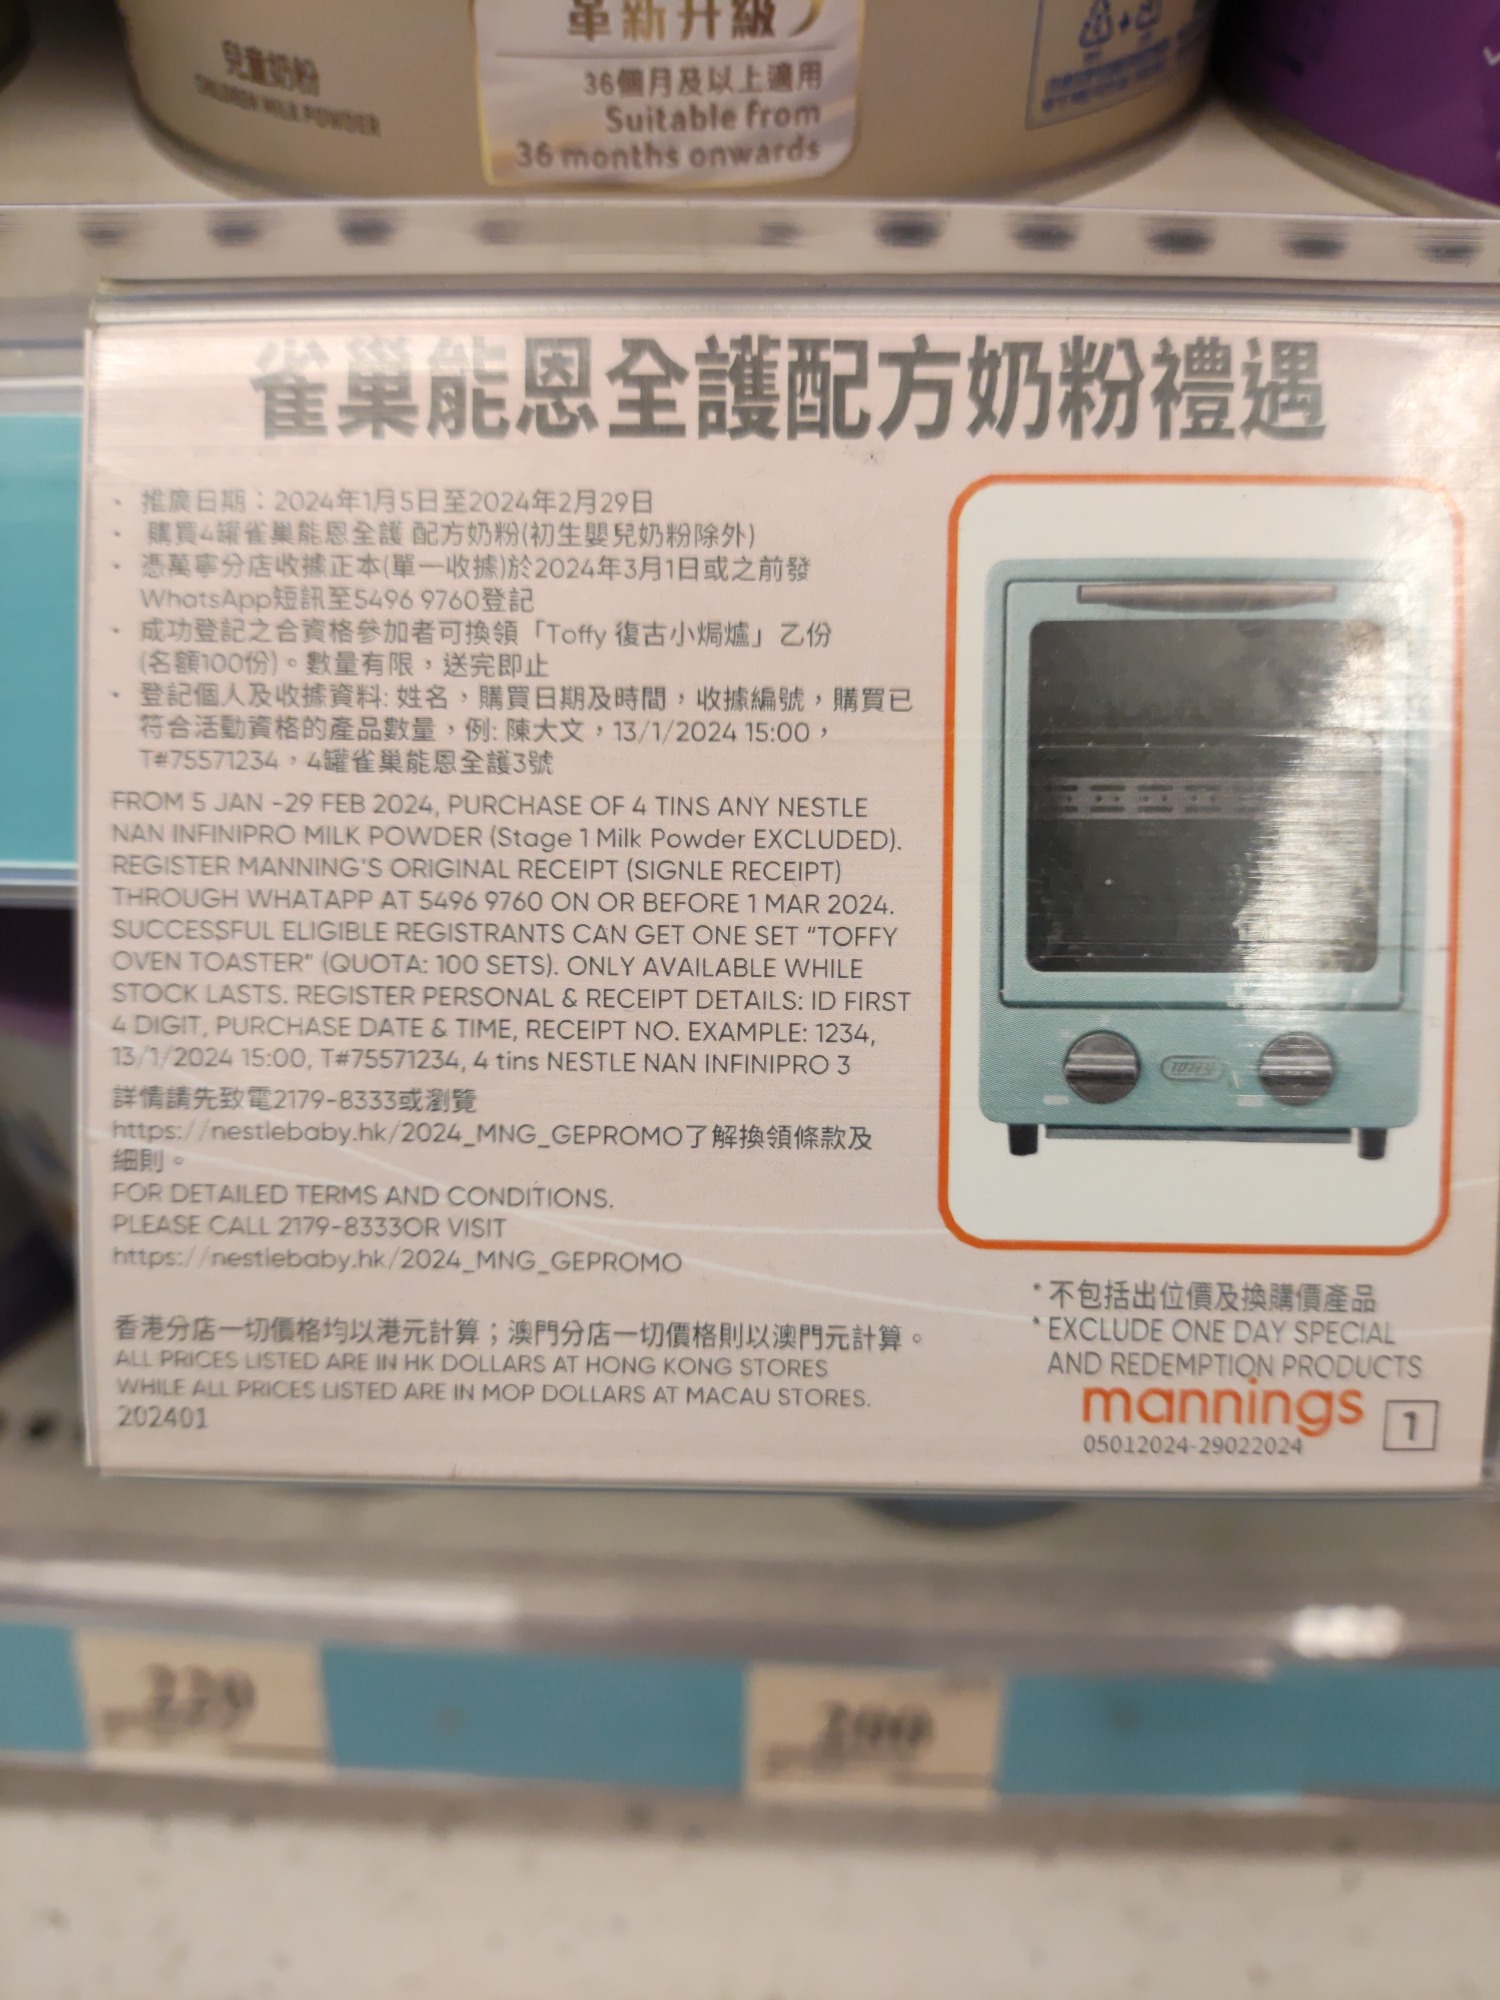 革新升級
兒童奶粉
CHILDREN MILK POWDER
36個月及以上適用
Suitable from
36 months onwards
雀巢能恩全護配方奶粉禮遇
· 推廣日期：2024年1月5日至2024年2月29日
· 購買4罐雀巢能恩全護 配方奶粉(初生嬰兒奶粉除外)
· 憑萬寧分店收據正本(單一收據)於2024年3月1日或之前發
WhatsApp短訊至5496 9760登記
· 成功登記之合資格參加者可換領「Toffy 復古小焗爐」乙份
(名額100份)。數量有限，送完即止
· 登記個人及收據資料: 姓名，購買日期及時間，收據編號，購買已
符合活動資格的產品數量，例: 陳大文，13/1/2024 15:00，
T#75571234，4罐雀巢能恩全護3號
FROM 5 JAN -29 FEB 2024, PURCHASE OF 4 TINS ANY NESTLE
NAN INFINIPRO MILK POWDER (Stage 1 Milk Powder EXCLUDED).
REGISTER MANNING'S ORIGINAL RECEIPT (SIGNLE RECEIPT)
THROUGH WHATAPP AT 5496 9760 ON OR BEFORE 1 MAR 2024.
SUCCESSFUL ELIGIBLE REGISTRANTS CAN GET ONE SET "TOFFY
OVEN TOASTER" (QUOTA: 100 SETS). ONLY AVAILABLE WHILE
STOCK LASTS. REGISTER PERSONAL & RECEIPT DETAILS: ID FIRST
4 DIGIT, PURCHASE DATE & TIME, RECEIPT NO. EXAMPLE: 1234,
13/1/2024 15:00, T#75571234, 4 tins NESTLE NAN INFINIPRO 3
詳情請先致電2179-8333或瀏覽
https://nestlebaby.hk/2024_MNG_GEPROMO了解換領條款及
細則。
FOR DETAILED TERMS AND CONDITIONS.
PLEASE CALL 2179-8333OR VISIT
https://nestlebaby.hk/2024_MNG_GEPROMO
香港分店一切價格均以港元計算；澳門分店一切價格則以澳門元計算。
ALL PRICES LISTED ARE IN HK DOLLARS AT HONG KONG STORES
WHILE ALL PRICES LISTED ARE IN MOP DOLLARS AT MACAU STORES.
202401
TOFFY
* 不包括出位價及換購價產品
* EXCLUDE ONE DAY SPECIAL
AND REDEMPTION PRODUCTS
mannings
05012024-29022024
1